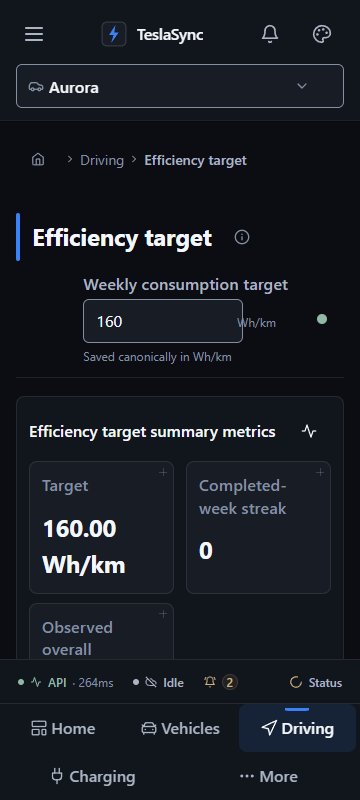 TeslaSync
Aurora
Driving
Efficiency target
Efficiency target
Weekly consumption target
160
Wh/km
Saved canonically in Wh/km
Efficiency target summary metrics
Target
160.00
Wh/km
Completed-
week streak
0
Observed
overall
API · 264ms
Idle
2
Status
Home
Vehicles
Driving
Charging
More